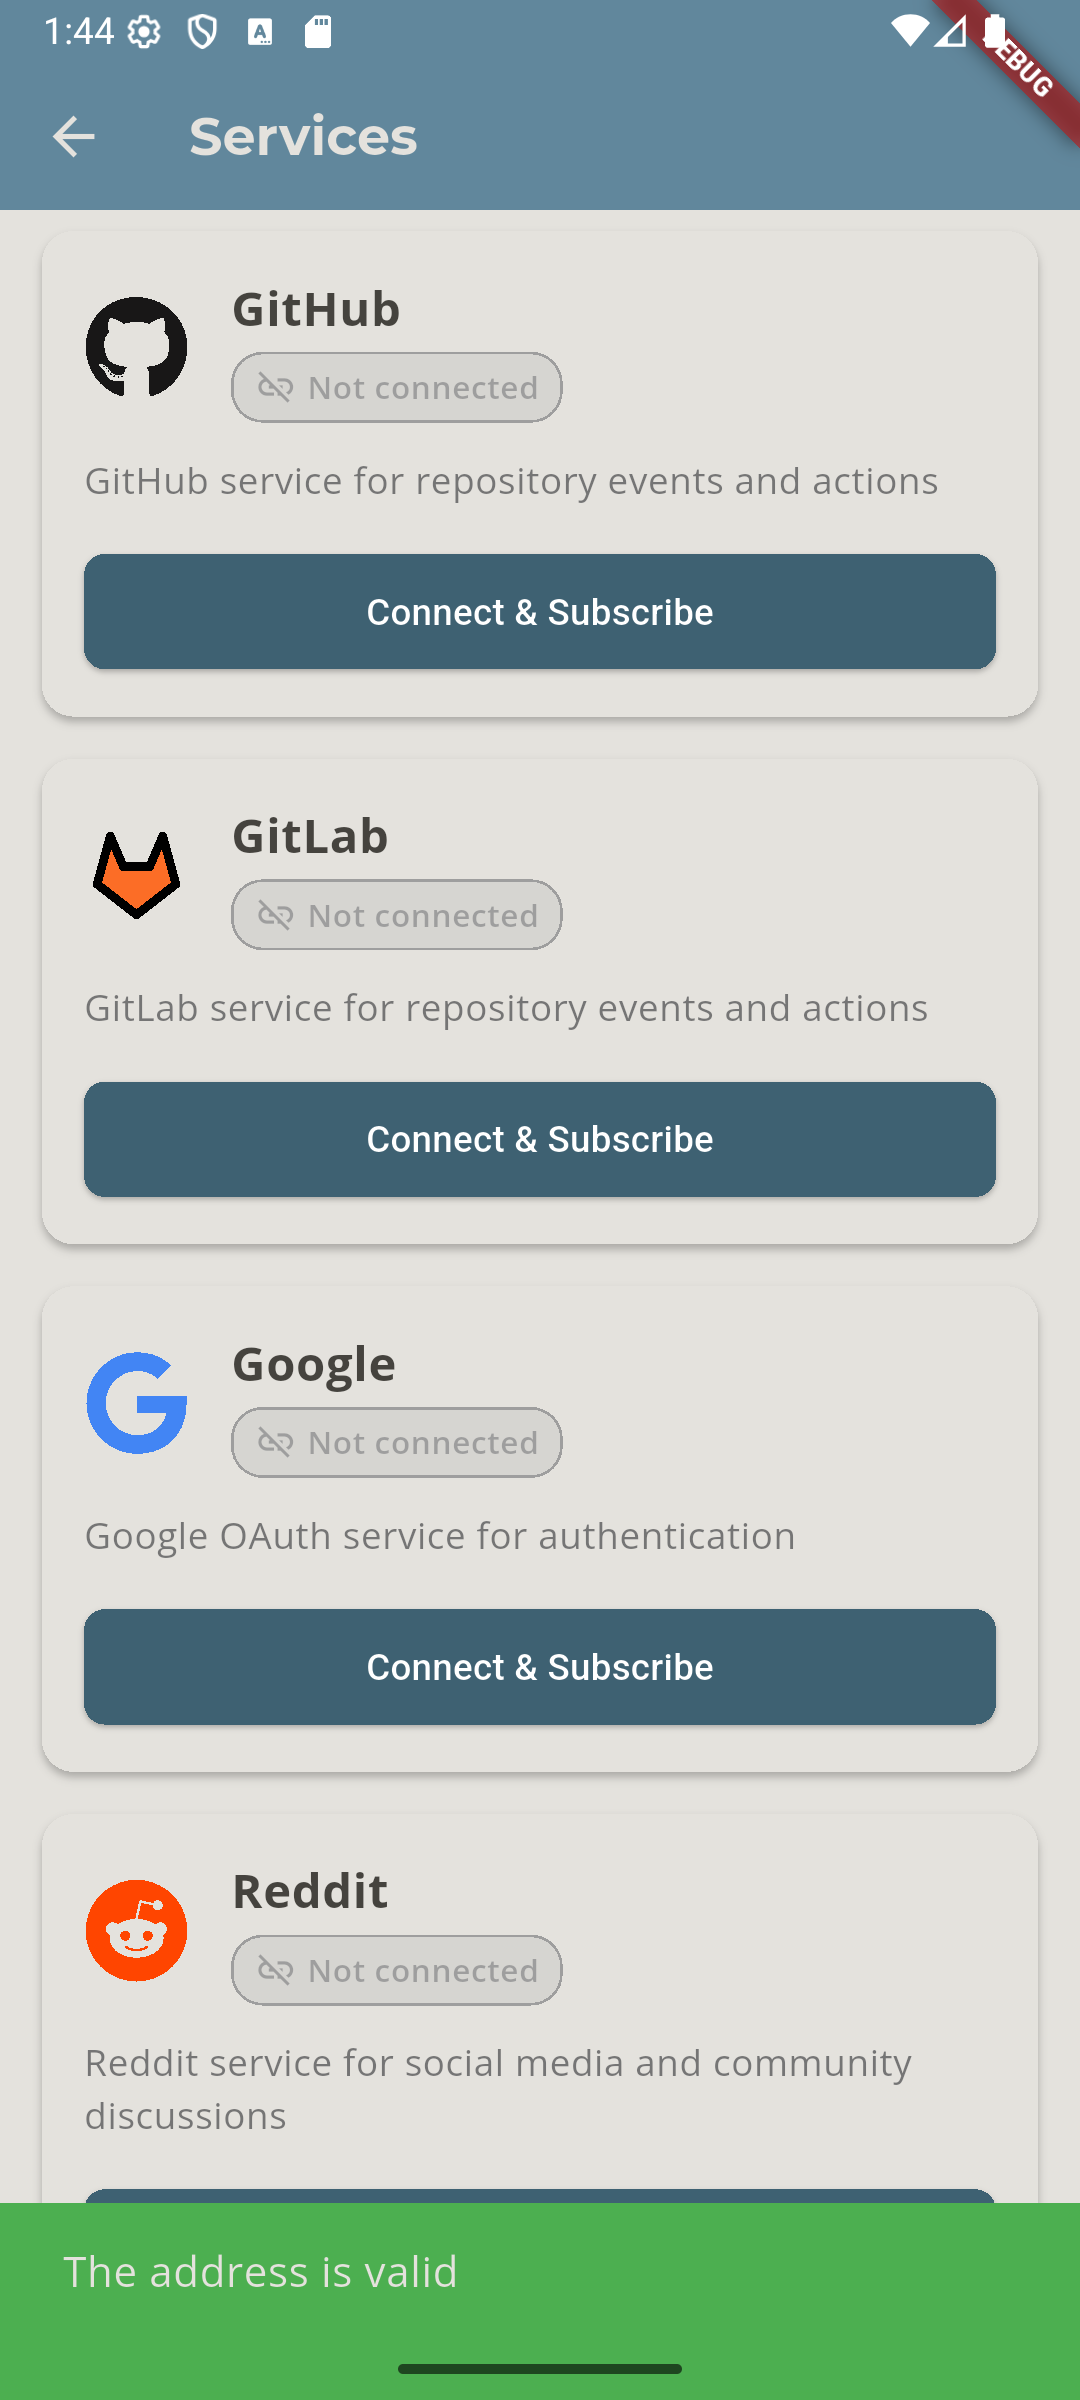 1:44
EBUG
Services
GitHub
Not connected
GitHub service for repository events and actions
Connect & Subscribe
GitLab
Not connected
GitLab service for repository events and actions
Connect & Subscribe
Google
Not connected
Google OAuth service for authentication
Connect & Subscribe
Reddit
Not connected
Reddit service for social media and community
discussions
The address is valid